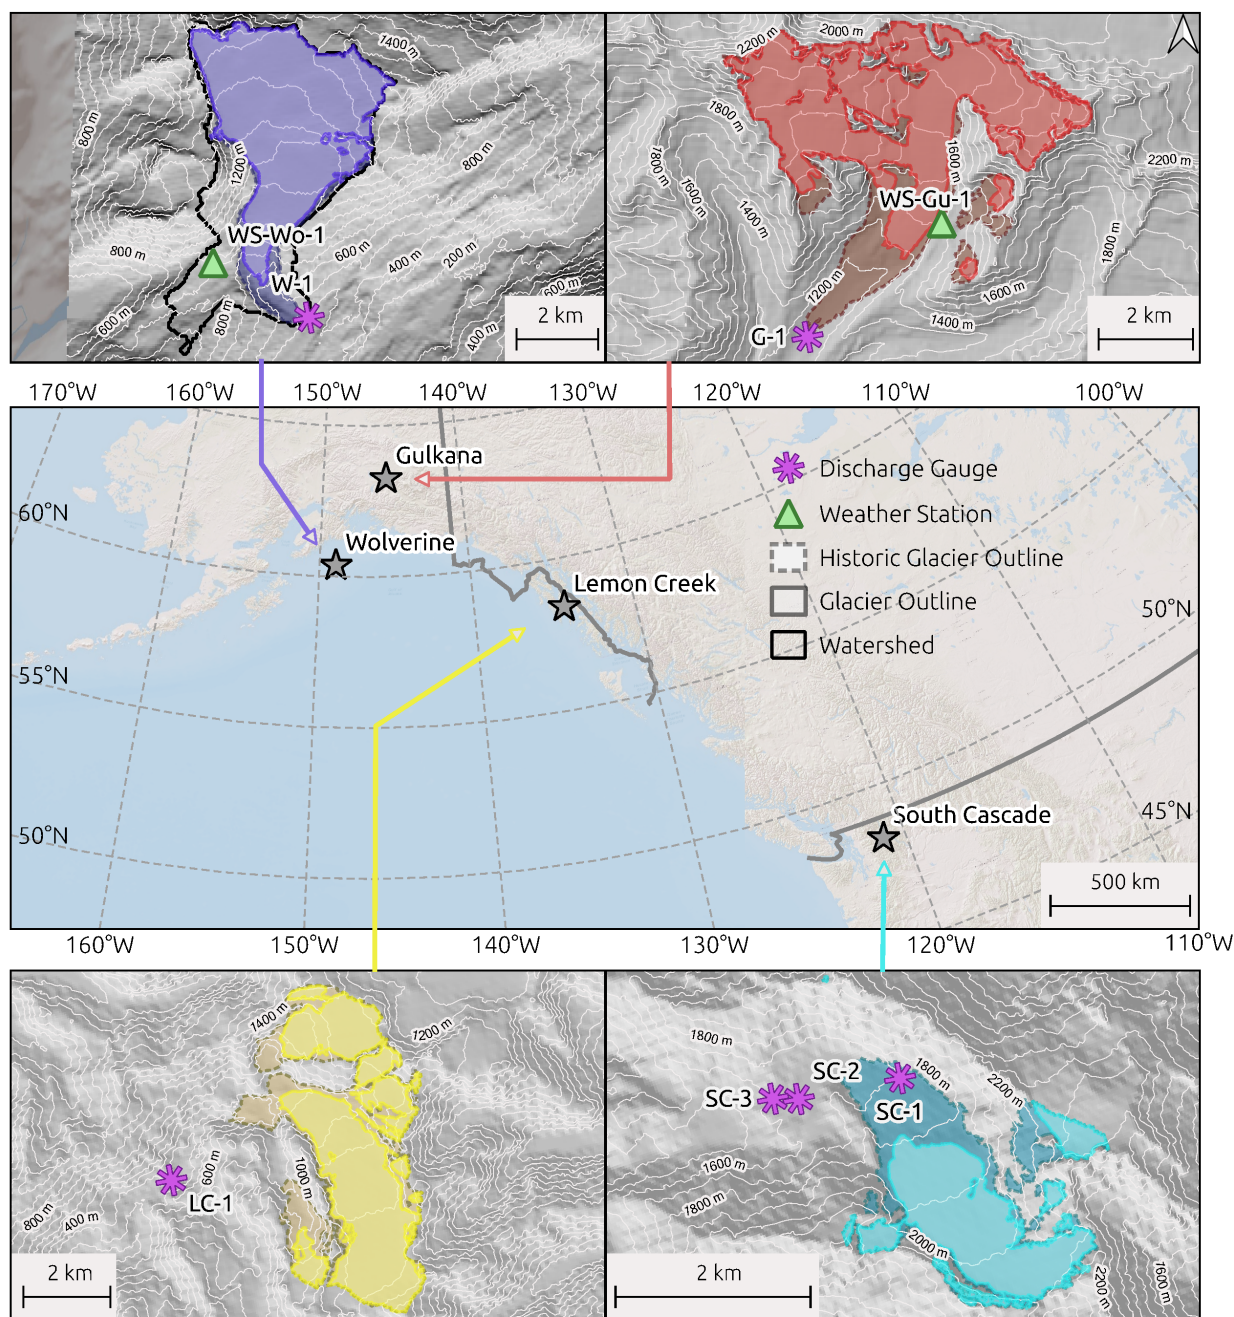 1400 m
800 m
1200 m
800 m
WS-Wo-1
800 m
600 m
400 m
200 m
W-1
600 m
600 m
800 m
400 m
2 km
2200 m
2000 m
1800 m
1800 m
1600 m
1600 m
2200 m
1400 m
WS-Gu-1
1800 m
1200 m
1600 m
1400 m
G-1
2 km
170°W
160°W
150°W
140°W
130°W
120°W
110°W
100°W
Gulkana
Discharge Gauge
60°N
Weather Station
Wolverine
Historic Glacier Outline
Lemon Creek
Glacier Outline
50°N
Watershed
55°N
South Cascade
45°N
50°N
500 km
160°W
150°W
140°W
130°W
120°W
110°W
1400 m
1200 m
600 m
1000 m
LC-1
800 m
400 m
2 km
1800 m
SC-2
1800 m
2200 m
SC-3
SC-1
1600 m
1800 m
2000 m
2200 m
1600 m
2 km